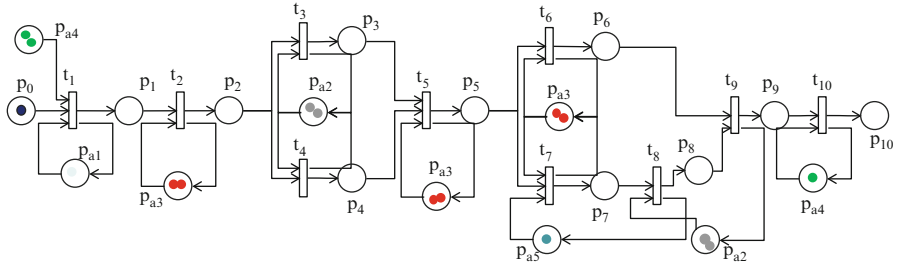 t3 p3 t6 p6
pa4
p0 t1 p1 t2 p2 pa2 t5 p5 pa3 t9 p9 t10
p10
pa1 t4 t7 t8 p8
pa3 p4 pa3 p7 pa4
pa5 pa2